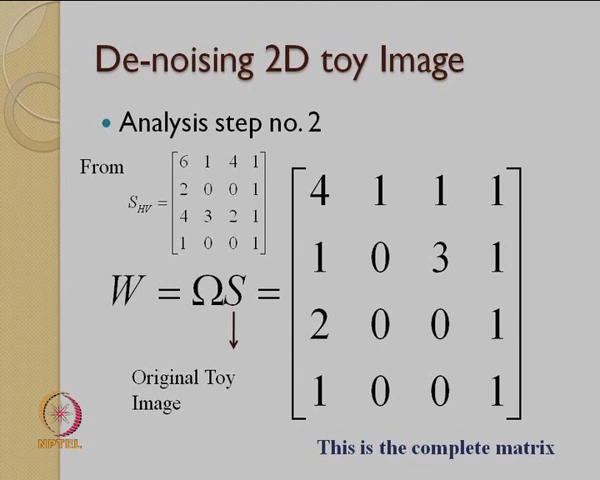 De-noising 2D toy Image
• Analysis step no. 2
From
S_HV = [6 1 4 1
2 0 0 1
4 3 2 1
1 0 0 1]
W = ΩS = [4 1 1 1
1 0 3 1
2 0 0 1
1 0 0 1]
Original Toy
Image
This is the complete matrix
NPTEL